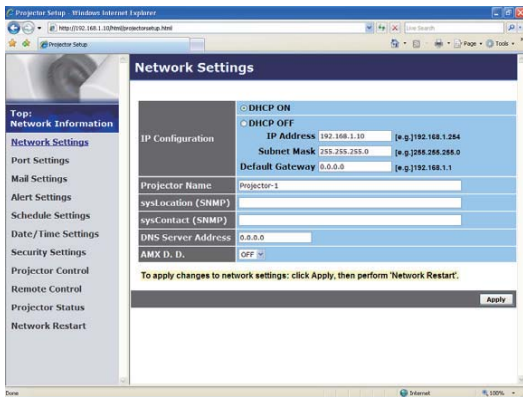 Projector Setup - Windows Internet Explorer
http://192.168.1.10/html/projectorsetup.html
Live Search
Projector Setup
Page
Tools
Network Settings
Top:
Network Information
Network Settings
Port Settings
Mail Settings
Alert Settings
Schedule Settings
Date/Time Settings
Security Settings
Projector Control
Remote Control
Projector Status
Network Restart
IP Configuration
DHCP ON
DHCP OFF
IP Address 192.168.1.10 [e.g.]192.168.1.254
Subnet Mask 255.255.255.0 [e.g.]255.255.255.0
Default Gateway 0.0.0.0 [e.g.]192.168.1.1
Projector Name Projector-1
sysLocation (SNMP)
sysContact (SNMP)
DNS Server Address 0.0.0.0
AMX D. D. OFF
To apply changes to network settings: click Apply, then perform 'Network Restart'.
Apply
Done
Internet
100%